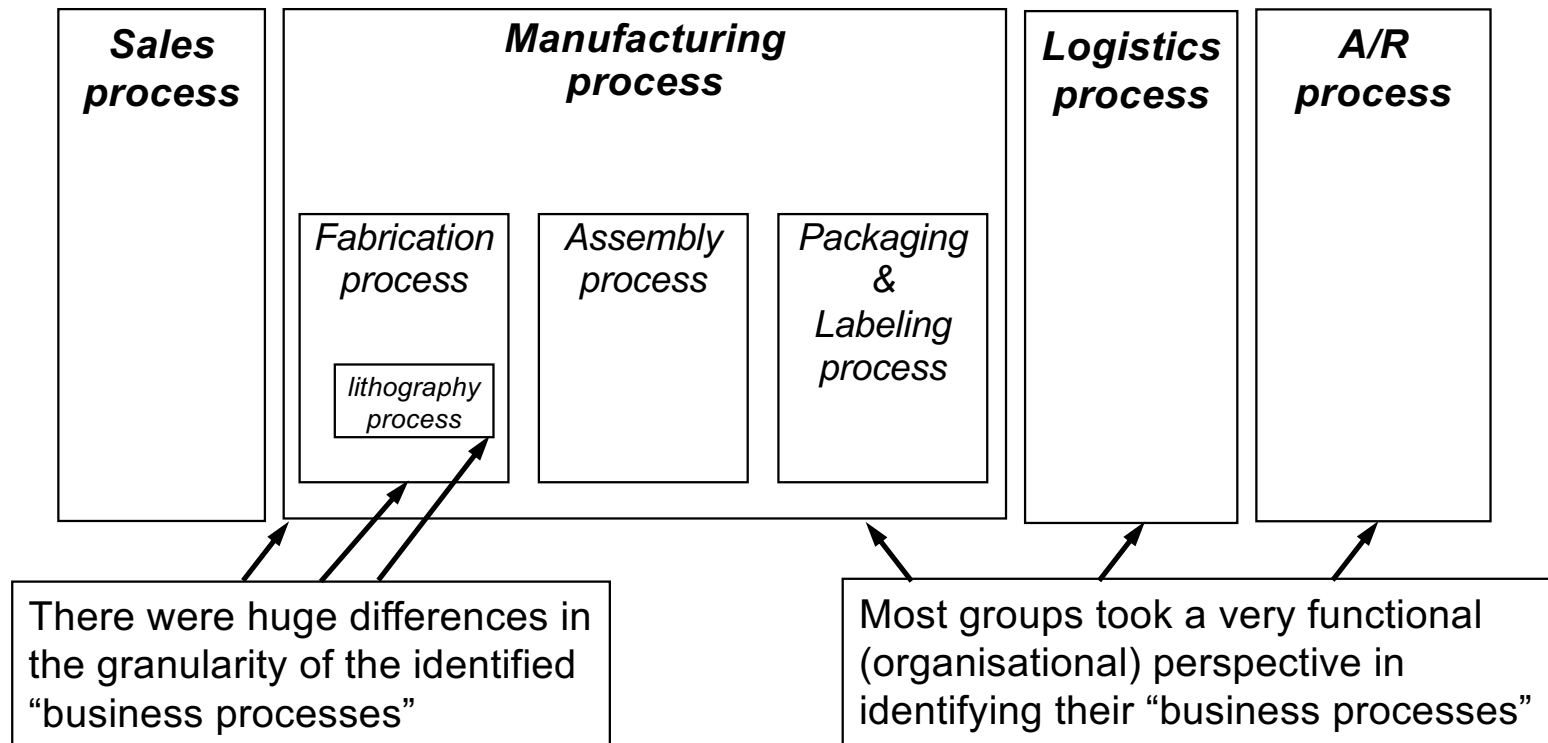 Sales
process
Manufacturing
process
Logistics
process
A/R
process
Fabrication
process
Assembly
process
Packaging
&
Labeling
process
lithography
process
There were huge differences in
the granularity of the identified
“business processes”
Most groups took a very functional
(organisational) perspective in
identifying their “business processes”